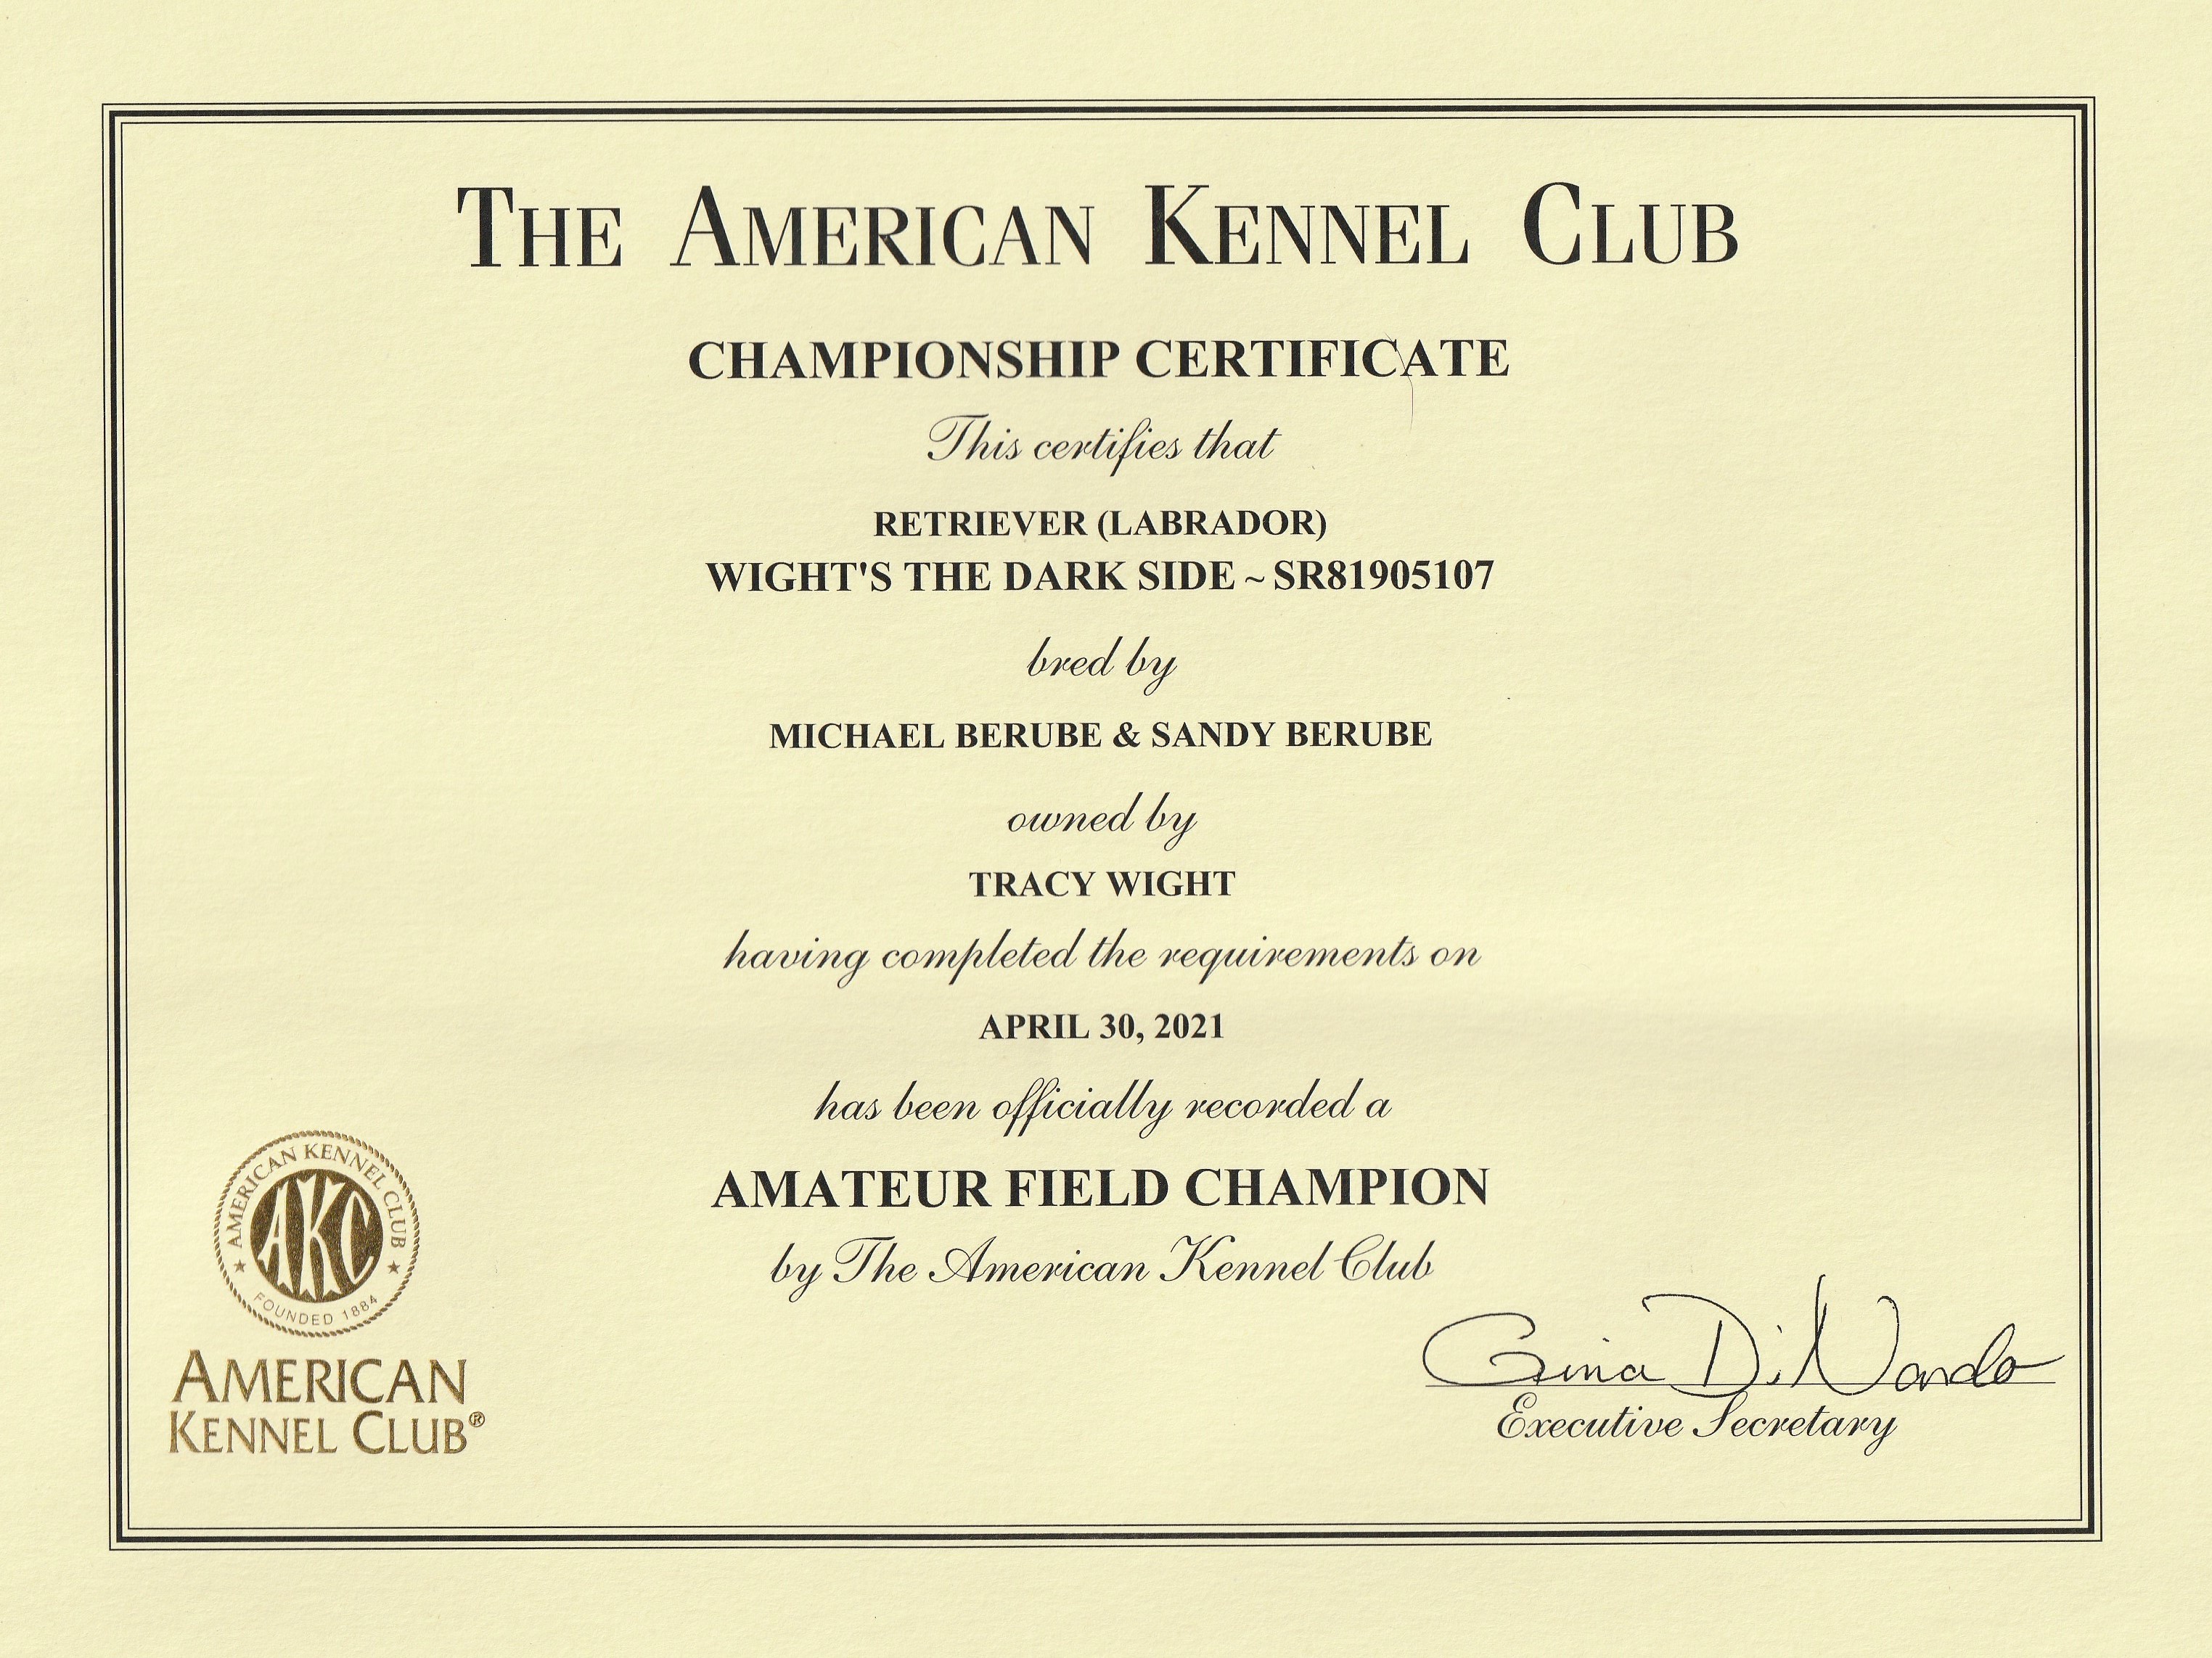 THE AMERICAN KENNEL CLUB
CHAMPIONSHIP CERTIFICATE
This certifies that
RETRIEVER (LABRADOR)
WIGHT'S THE DARK SIDE ~ SR81905107
bred by
MICHAEL BERUBE & SANDY BERUBE
owned by
TRACY WIGHT
having completed the requirements on
APRIL 30, 2021
has been officially recorded a
AMATEUR FIELD CHAMPION
by The American Kennel Club
AMERICAN KENNEL CLUB
AKC
FOUNDED 1884
AMERICAN
KENNEL CLUB®
Gina DiNardo
Executive Secretary